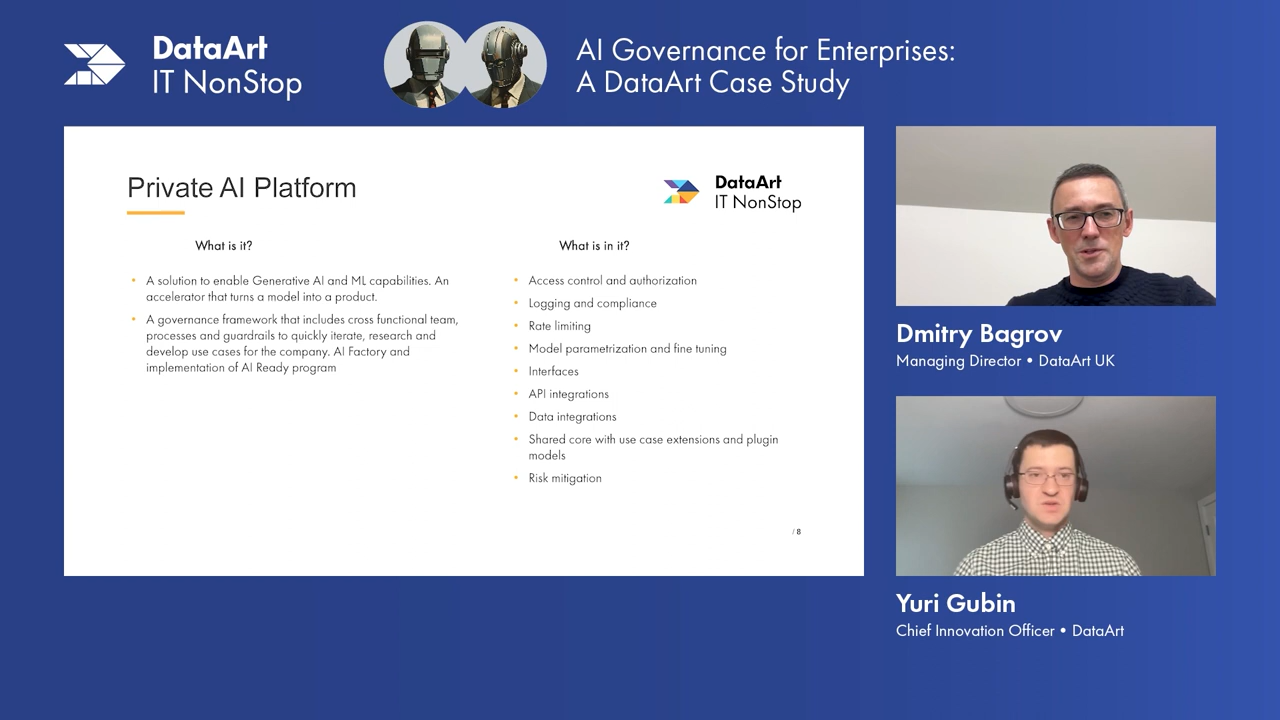 DataArt
IT NonStop
AI Governance for Enterprises:
A DataArt Case Study
Private AI Platform
DataArt
IT NonStop
What is it?
• A solution to enable Generative AI and ML capabilities. An
accelerator that turns a model into a product.
• A governance framework that includes cross functional team,
processes and guardrails to quickly iterate, research and
develop use cases for the company. AI Factory and
implementation of AI Ready program
What is in it?
• Access control and authorization
• Logging and compliance
• Rate limiting
• Model parametrization and fine tuning
• Interfaces
• API integrations
• Data integrations
• Shared core with use case extensions and plugin
models
• Risk mitigation
/ 8
Dmitry Bagrov
Managing Director • DataArt UK
Yuri Gubin
Chief Innovation Officer • DataArt